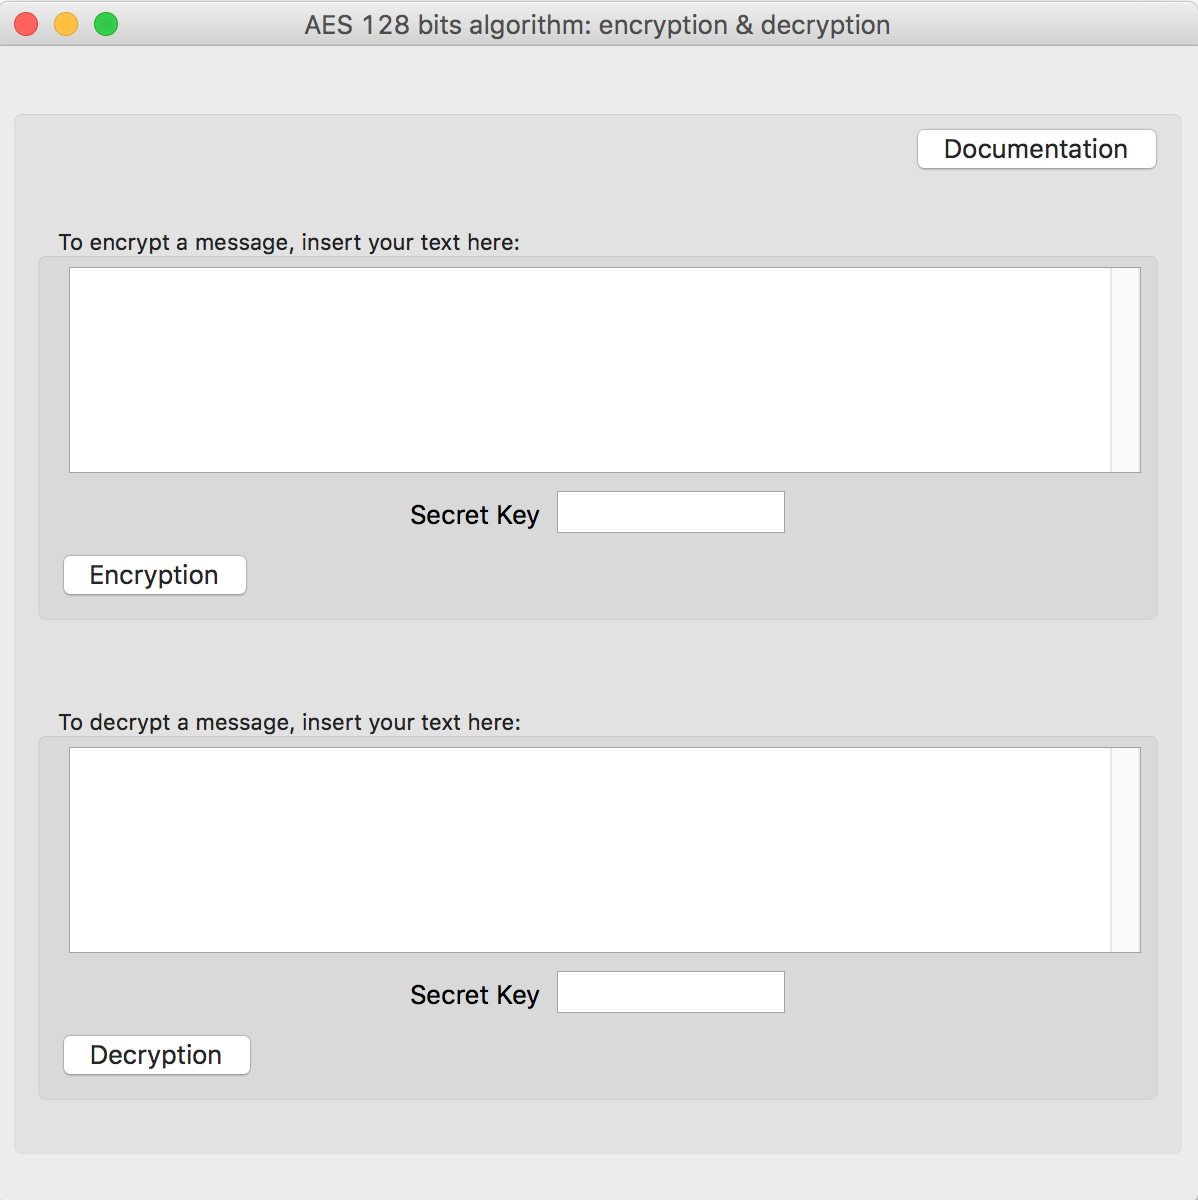 AES 128 bits algorithm: encryption & decryption
Documentation
To encrypt a message, insert your text here:
Secret Key
Encryption
To decrypt a message, insert your text here:
Secret Key
Decryption